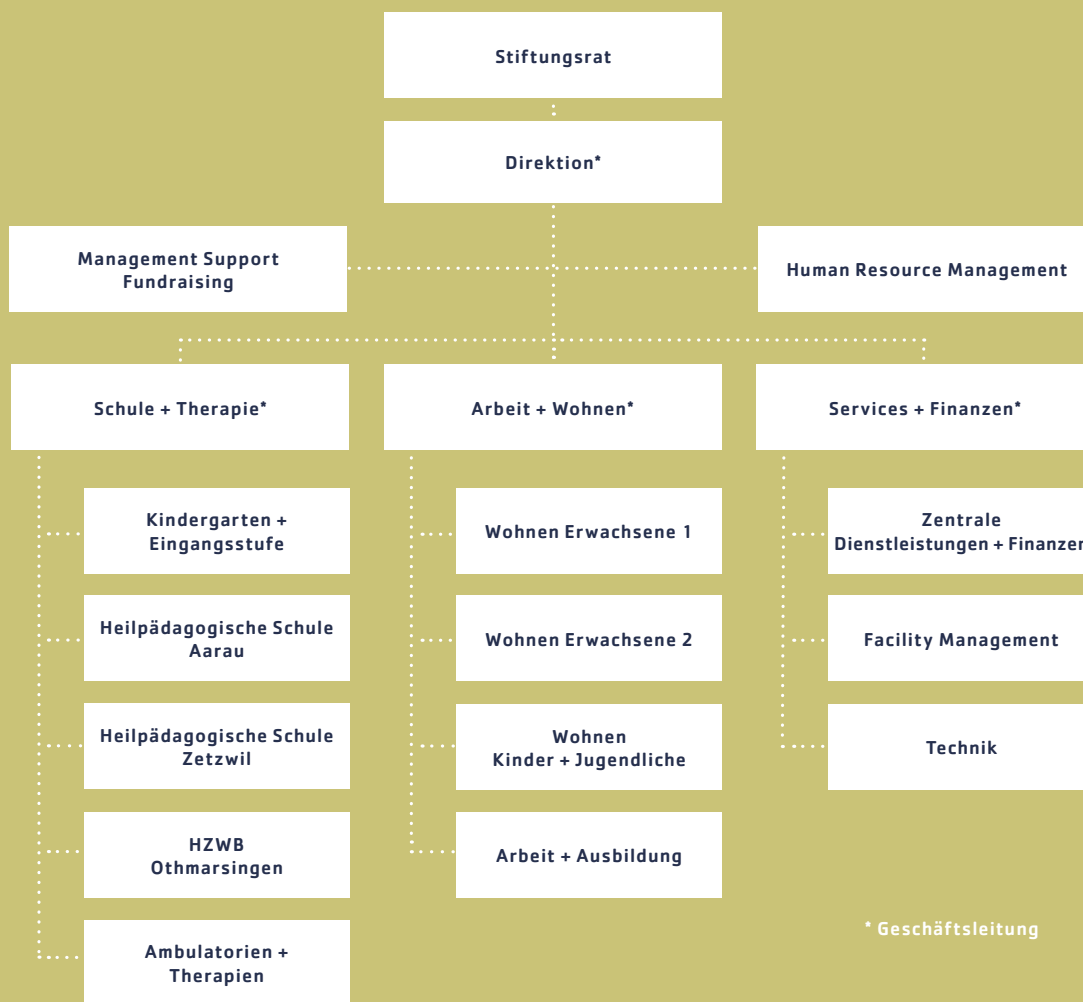 Stiftungsrat
Direktion*
Management Support
Fundraising
Human Resource Management
Schule + Therapie*
Arbeit + Wohnen*
Services + Finanzen*
Kindergarten +
Eingangsstufe
Heilpädagogische Schule
Aarau
Heilpädagogische Schule
Zetzwil
HZWB
Othmarsingen
Ambulatorien +
Therapien
Wohnen Erwachsene 1
Wohnen Erwachsene 2
Wohnen
Kinder + Jugendliche
Arbeit + Ausbildung
Zentrale
Dienstleistungen + Finanzen
Facility Management
Technik
* Geschäftsleitung